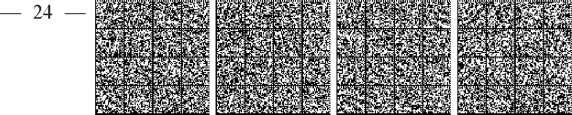 — 24 —